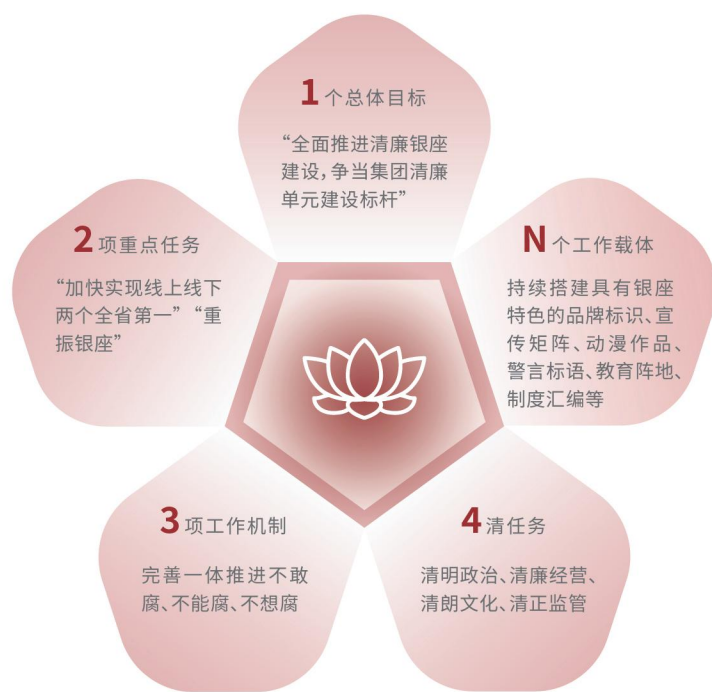 1个总体目标
“全面推进清廉银座
建设，争当集团清廉
单元建设标杆”
2项重点任务
“加快实现线上线下
两个全省第一”“重
振银座”
N个工作载体
持续搭建具有银座
特色的品牌标识、宣
传矩阵、动漫作品、
警言标语、教育阵地、
制度汇编等
3项工作机制
完善一体推进不敢
腐、不能腐、不想腐
4清任务
清明政治、清廉经营、
清朗文化、清正监管